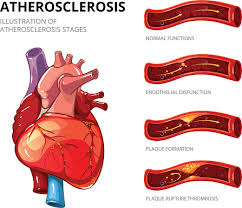 ATHEROSCLEROSIS
ILLUSTRATION OF
ATHEROSCLEROSIS STAGES
NORMAL FUNCTIONS
ENDOTHELIAL DISFUNCTION
PLAQUE FORMATION
PLAQUE RUPTURE THROMBOSIS